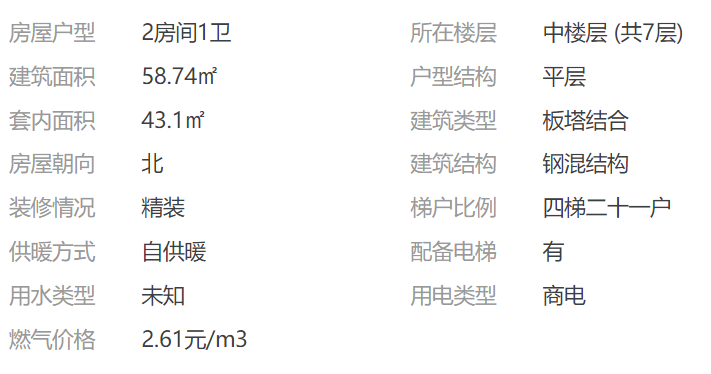 房屋户型 2房间1卫 所在楼层 中楼层 (共7层)
建筑面积 58.74㎡ 户型结构 平层
套内面积 43.1㎡ 建筑类型 板塔结合
房屋朝向 北 建筑结构 钢混结构
装修情况 精装 梯户比例 四梯二十一户
供暖方式 自供暖 配备电梯 有
用水类型 未知 用电类型 商电
燃气价格 2.61元/m3